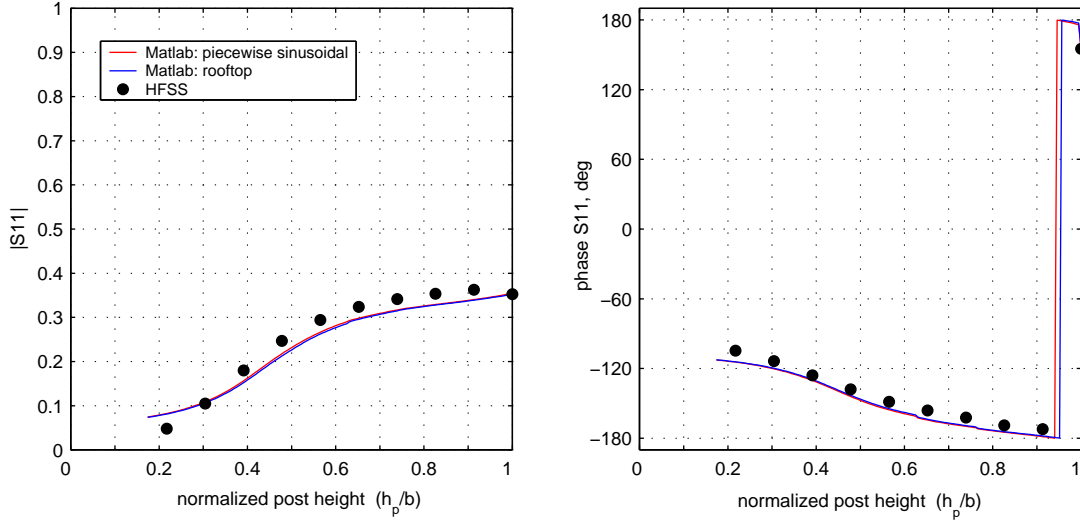 1
0.9
0.8
0.7
0.6
0.5
0.4
0.3
0.2
0.1
0
|S11|
Matlab: piecewise sinusoidal
Matlab: rooftop
HFSS
0 0.2 0.4 0.6 0.8 1
normalized post height (h_p/b)
180
120
60
0
−60
−120
−180
phase S11, deg
0 0.2 0.4 0.6 0.8 1
normalized post height (h_p/b)